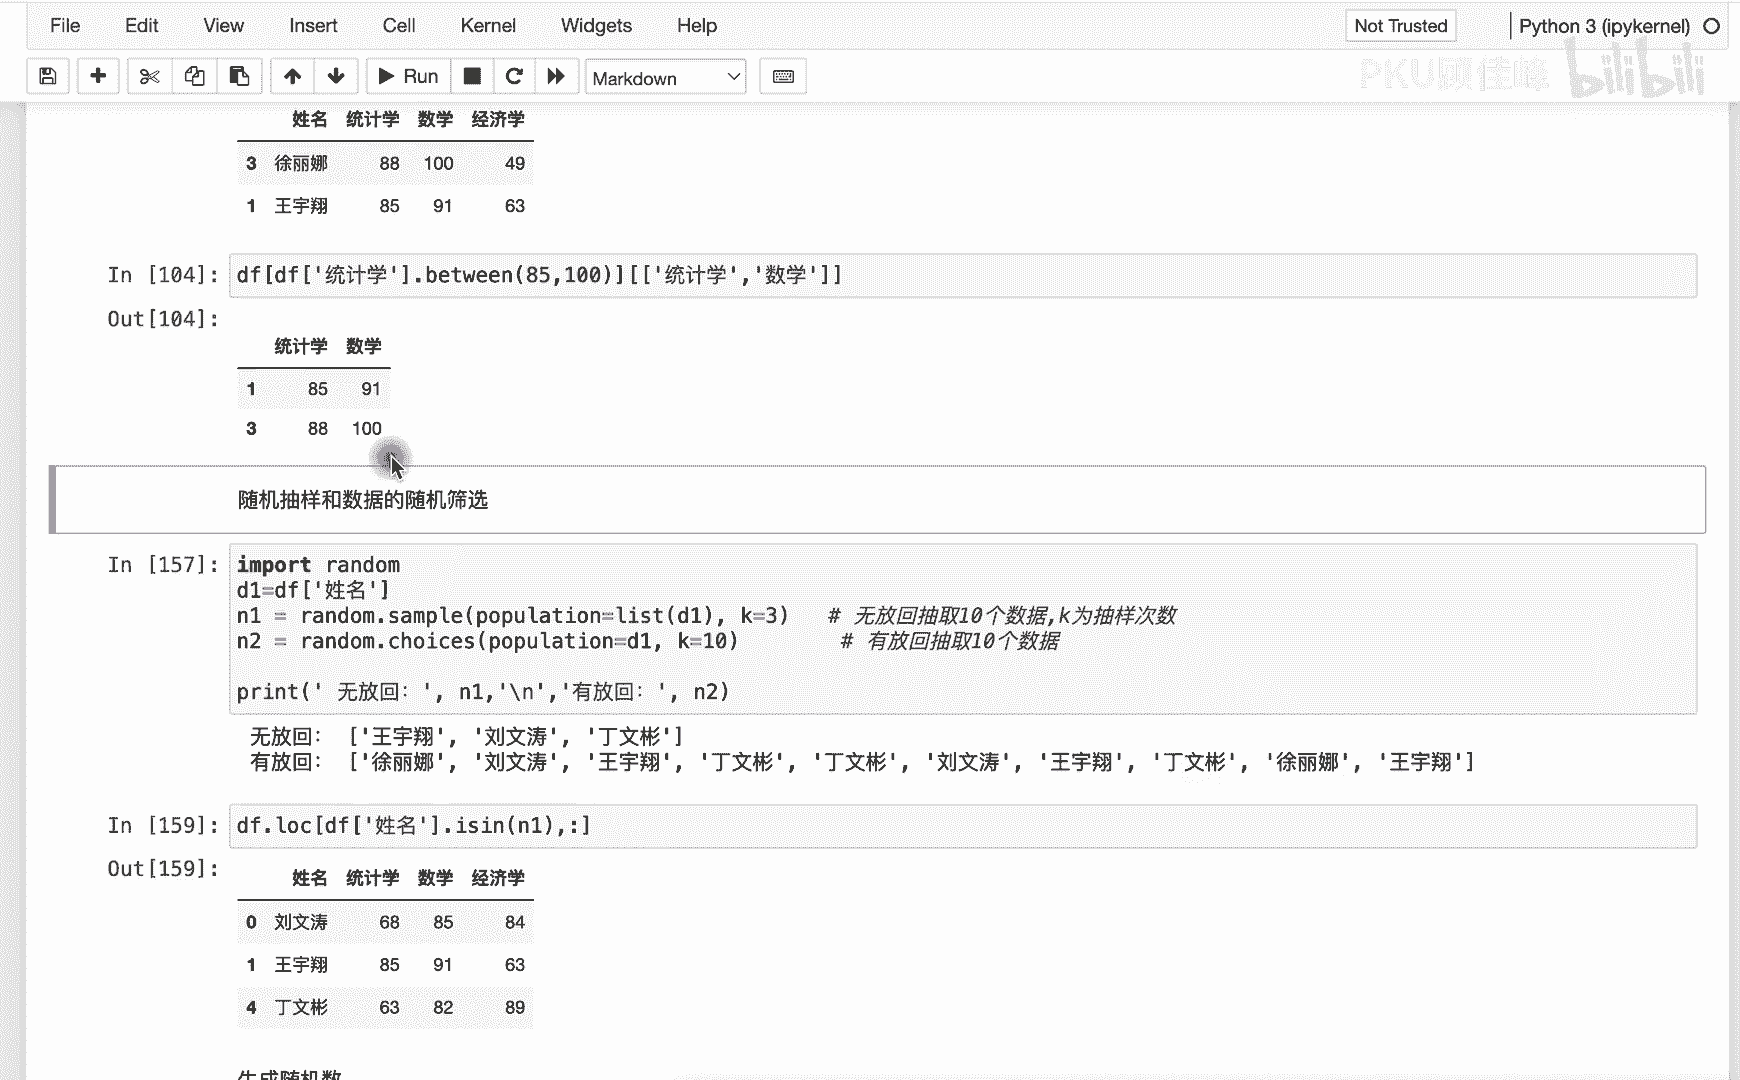 File Edit View Insert Cell Kernel Widgets Help Not Trusted Python 3 (ipykernel)
Run Markdown PKU顾佳峰 bilibili
姓名 统计学 数学 经济学
3 徐丽娜 88 100 49
1 王宇翔 85 91 63
In [104]: df[df['统计学'].between(85,100)][['统计学','数学']]
Out[104]:
统计学 数学
1 85 91
3 88 100
随机抽样和数据的随机筛选
In [157]: import random
d1=df['姓名']
n1 = random.sample(population=list(d1), k=3) # 无放回抽取10个数据,k为抽样次数
n2 = random.choices(population=d1, k=10) # 有放回抽取10个数据
print(' 无放回: ', n1,'\n','有放回: ', n2)
无放回: ['王宇翔', '刘文涛', '丁文彬']
有放回: ['徐丽娜', '刘文涛', '王宇翔', '丁文彬', '丁文彬', '刘文涛', '王宇翔', '丁文彬', '徐丽娜', '王宇翔']
In [159]: df.loc[df['姓名'].isin(n1),:]
Out[159]:
姓名 统计学 数学 经济学
0 刘文涛 68 85 84
1 王宇翔 85 91 63
4 丁文彬 63 82 89
生成随机数